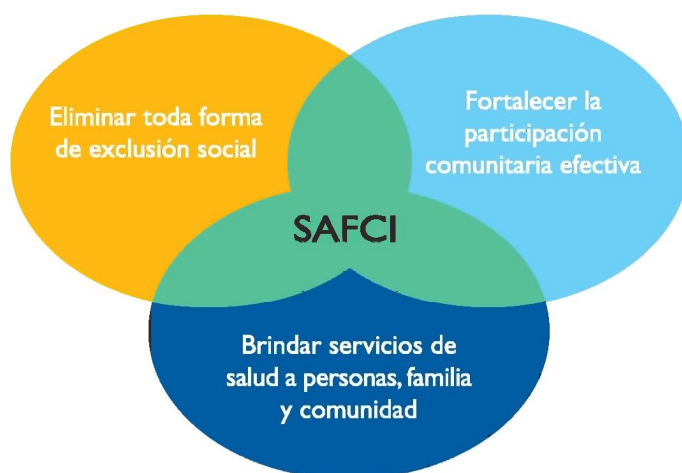 Eliminar toda forma
de exclusión social
Fortalecer la
participación
comunitaria efectiva
SAFCI
Brindar servicios de
salud a personas, familia
y comunidad